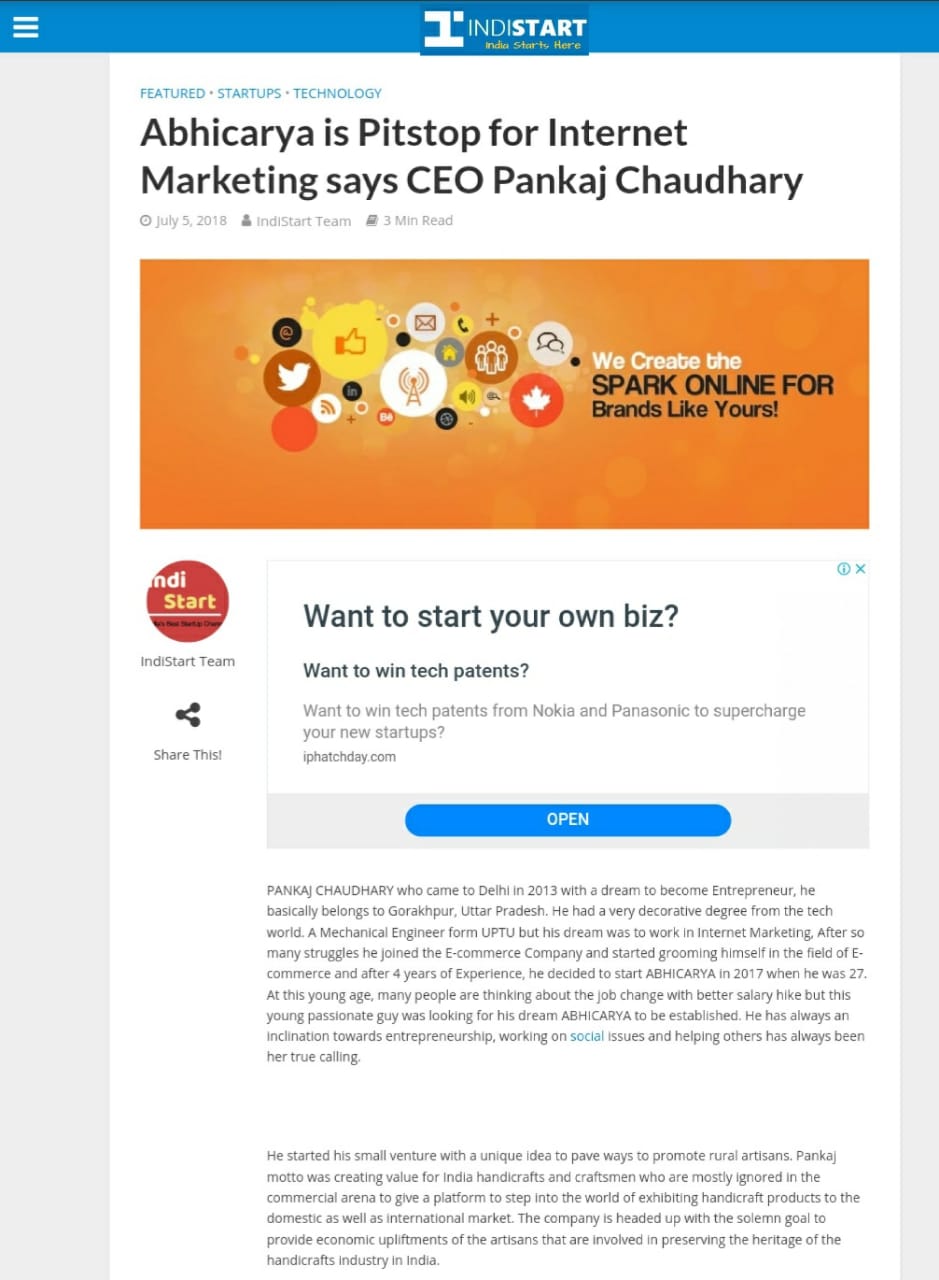 INDISTART
India Starts Here
FEATURED • STARTUPS • TECHNOLOGY
Abhicarya is Pitstop for Internet
Marketing says CEO Pankaj Chaudhary
July 5, 2018 IndiStart Team 3 Min Read
@
in
Bē
We Create the
SPARK ONLINE FOR
Brands Like Yours!
ndi
Start
IndiStart Team
Share This!
Want to start your own biz?
Want to win tech patents?
Want to win tech patents from Nokia and Panasonic to supercharge
your new startups?
iphatchday.com
OPEN
PANKAJ CHAUDHARY who came to Delhi in 2013 with a dream to become Entrepreneur, he
basically belongs to Gorakhpur, Uttar Pradesh. He had a very decorative degree from the tech
world. A Mechanical Engineer form UPTU but his dream was to work in Internet Marketing, After so
many struggles he joined the E-commerce Company and started grooming himself in the field of E-
commerce and after 4 years of Experience, he decided to start ABHICARYA in 2017 when he was 27.
At this young age, many people are thinking about the job change with better salary hike but this
young passionate guy was looking for his dream ABHICARYA to be established. He has always an
inclination towards entrepreneurship, working on social issues and helping others has always been
her true calling.
He started his small venture with a unique idea to pave ways to promote rural artisans. Pankaj
motto was creating value for India handicrafts and craftsmen who are mostly ignored in the
commercial arena to give a platform to step into the world of exhibiting handicraft products to the
domestic as well as international market. The company is headed up with the solemn goal to
provide economic upliftments of the artisans that are involved in preserving the heritage of the
handicrafts industry in India.